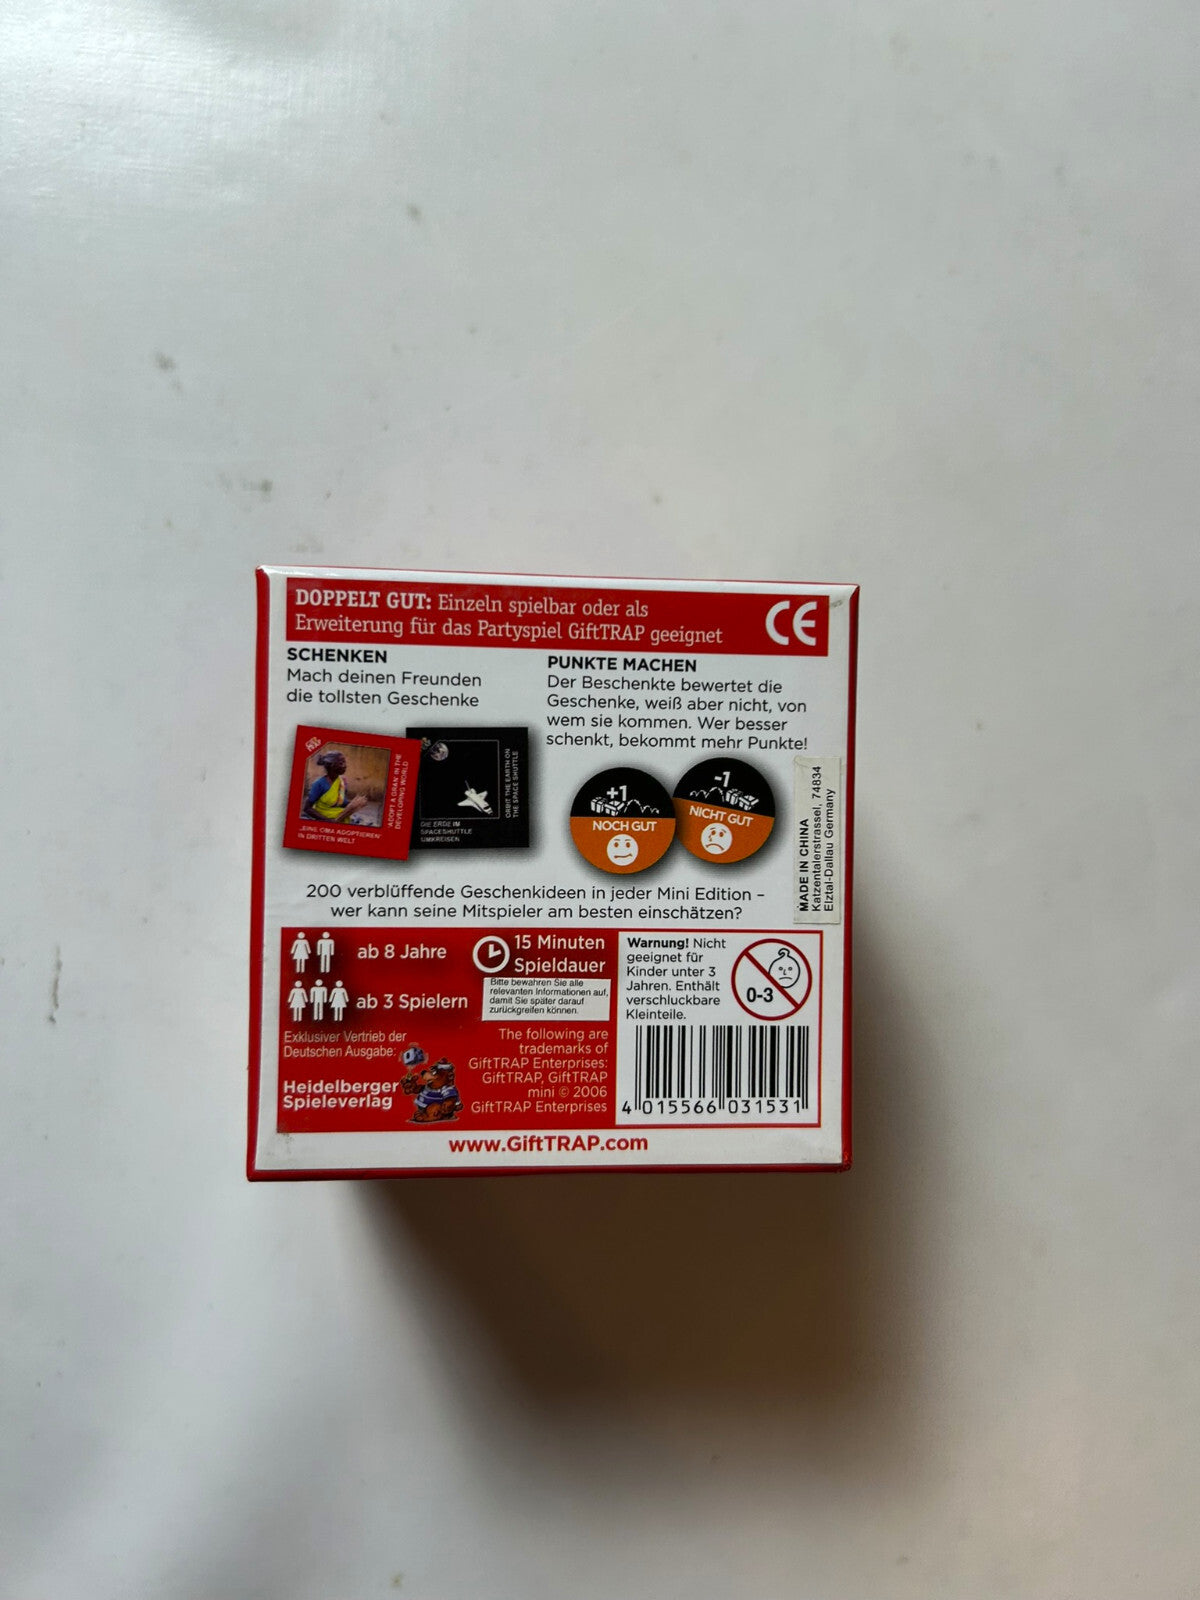 DOPPELT GUT: Einzeln spielbar oder als
Erweiterung für das Partyspiel GiftTRAP geeignet
CE
SCHENKEN
Mach deinen Freunden
die tollsten Geschenke
PUNKTE MACHEN
Der Beschenkte bewertet die
Geschenke, weiß aber nicht, von
wem sie kommen. Wer besser
schenkt, bekommt mehr Punkte!
„EINE OMA ADOPTIEREN"
IN DRITTEN WELT
'ADOPT A GRAN' IN THE
DEVELOPING WORLD
DIE ERDE IM
SPACESHUTTLE
UMKREISEN
ORBIT THE EARTH ON
THE SPACE SHUTTLE
+1
NOCH GUT
-1
NICHT GUT
MADE IN CHINA
Katzentalerstrassel, 74834
Elztal-Dallau Germany
200 verblüffende Geschenkideen in jeder Mini Edition –
wer kann seine Mitspieler am besten einschätzen?
ab 8 Jahre
15 Minuten
Spieldauer
ab 3 Spielern
Bitte bewahren Sie alle
relevanten Informationen auf,
damit Sie später darauf
zurückgreifen können.
Exklusiver Vertrieb der
Deutschen Ausgabe:
Heidelberger
Spieleverlag
The following are
trademarks of
GiftTRAP Enterprises:
GiftTRAP, GiftTRAP
mini © 2006
GiftTRAP Enterprises
Warnung! Nicht
geeignet für
Kinder unter 3
Jahren. Enthält
verschluckbare
Kleinteile.
0-3
4 015566 031531
www.GiftTRAP.com